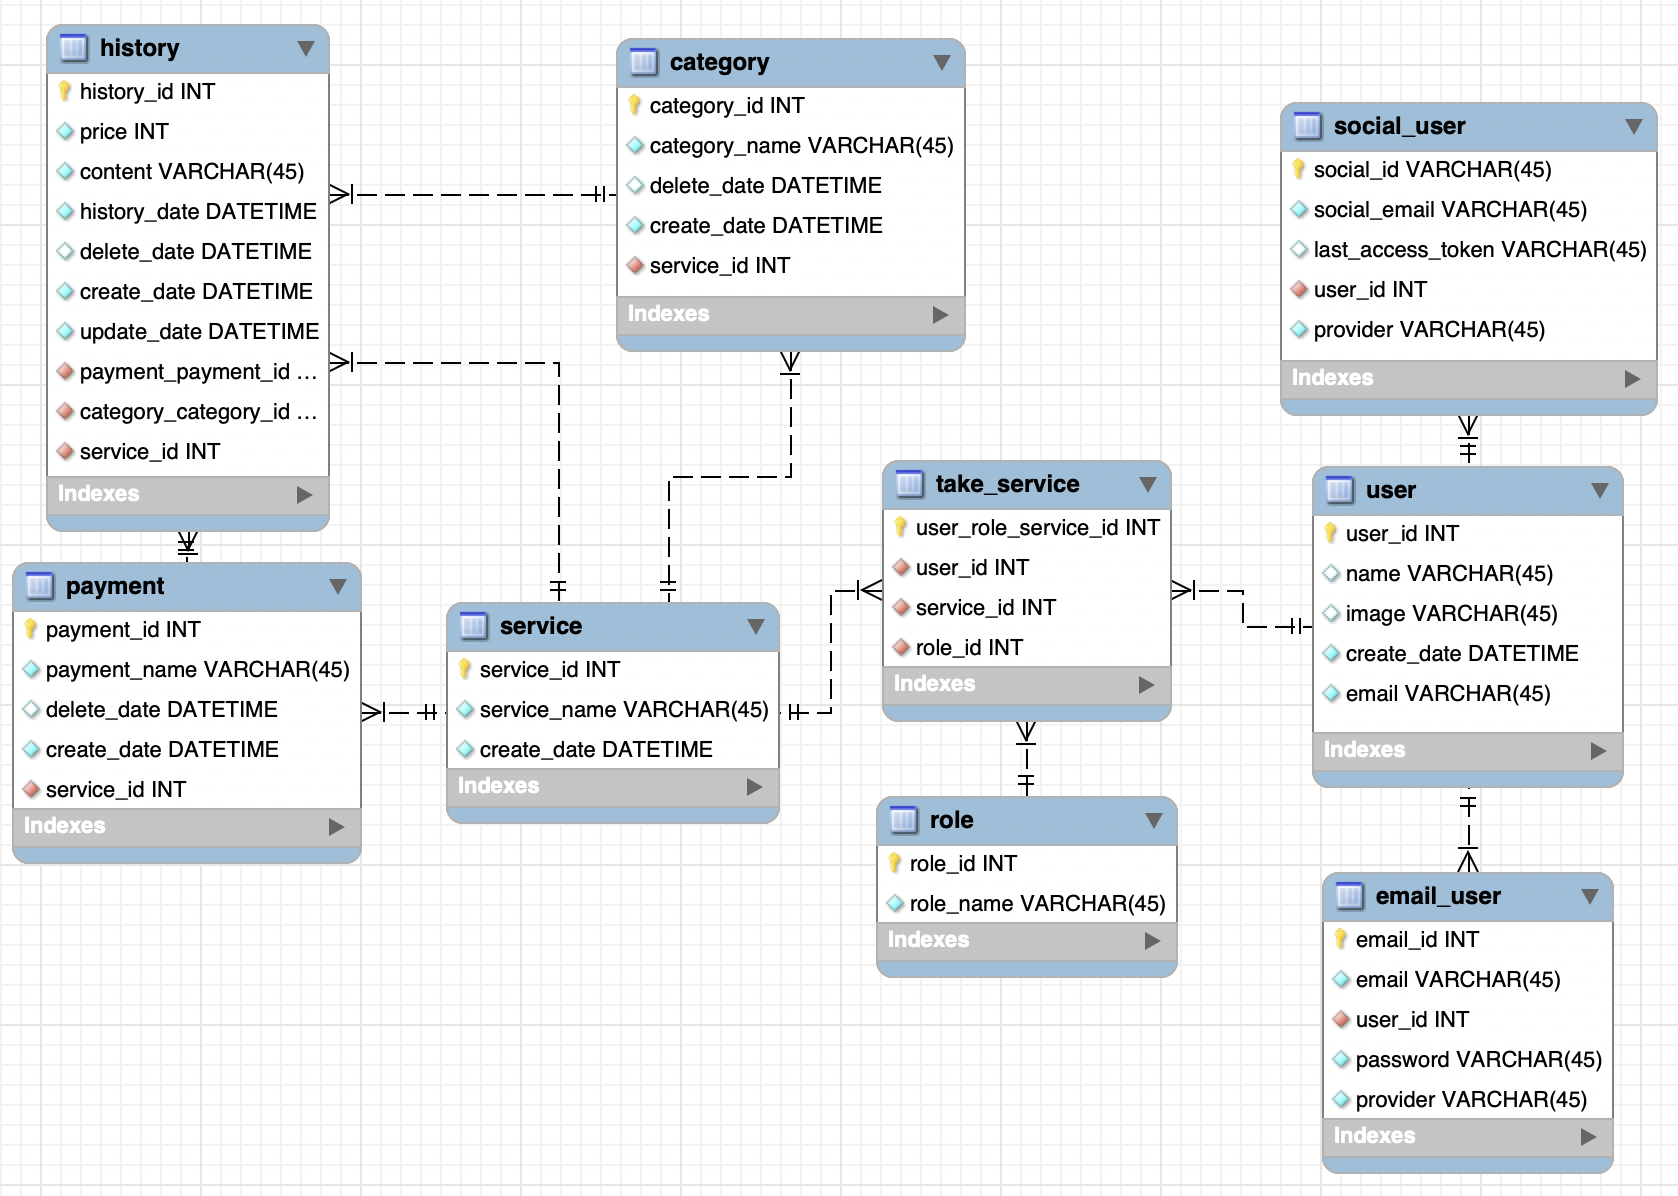 history
history_id INT
price INT
content VARCHAR(45)
history_date DATETIME
delete_date DATETIME
create_date DATETIME
update_date DATETIME
payment_payment_id ...
category_category_id ...
service_id INT
Indexes
category
category_id INT
category_name VARCHAR(45)
delete_date DATETIME
create_date DATETIME
service_id INT
Indexes
social_user
social_id VARCHAR(45)
social_email VARCHAR(45)
last_access_token VARCHAR(45)
user_id INT
provider VARCHAR(45)
Indexes
payment
payment_id INT
payment_name VARCHAR(45)
delete_date DATETIME
create_date DATETIME
service_id INT
Indexes
service
service_id INT
service_name VARCHAR(45)
create_date DATETIME
Indexes
take_service
user_role_service_id INT
user_id INT
service_id INT
role_id INT
Indexes
user
user_id INT
name VARCHAR(45)
image VARCHAR(45)
create_date DATETIME
email VARCHAR(45)
Indexes
role
role_id INT
role_name VARCHAR(45)
Indexes
email_user
email_id INT
email VARCHAR(45)
user_id INT
password VARCHAR(45)
provider VARCHAR(45)
Indexes